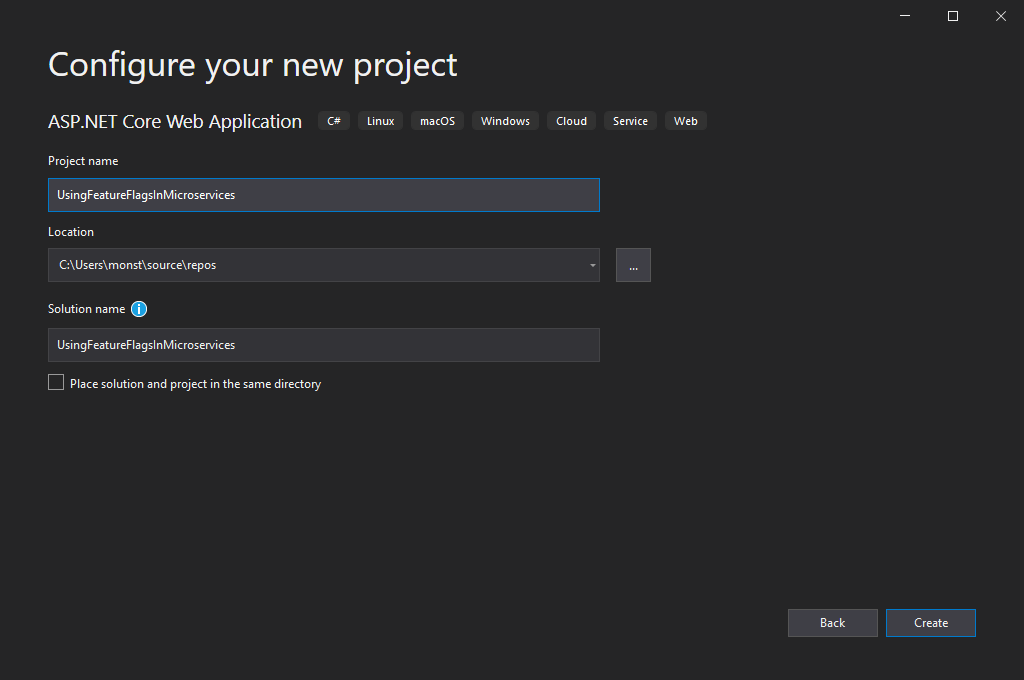 Configure your new project
ASP.NET Core Web Application C# Linux macOS Windows Cloud Service Web
Project name
UsingFeatureFlagsInMicroservices
Location
C:\Users\monst\source\repos ...
Solution name i
UsingFeatureFlagsInMicroservices
Place solution and project in the same directory
Back Create